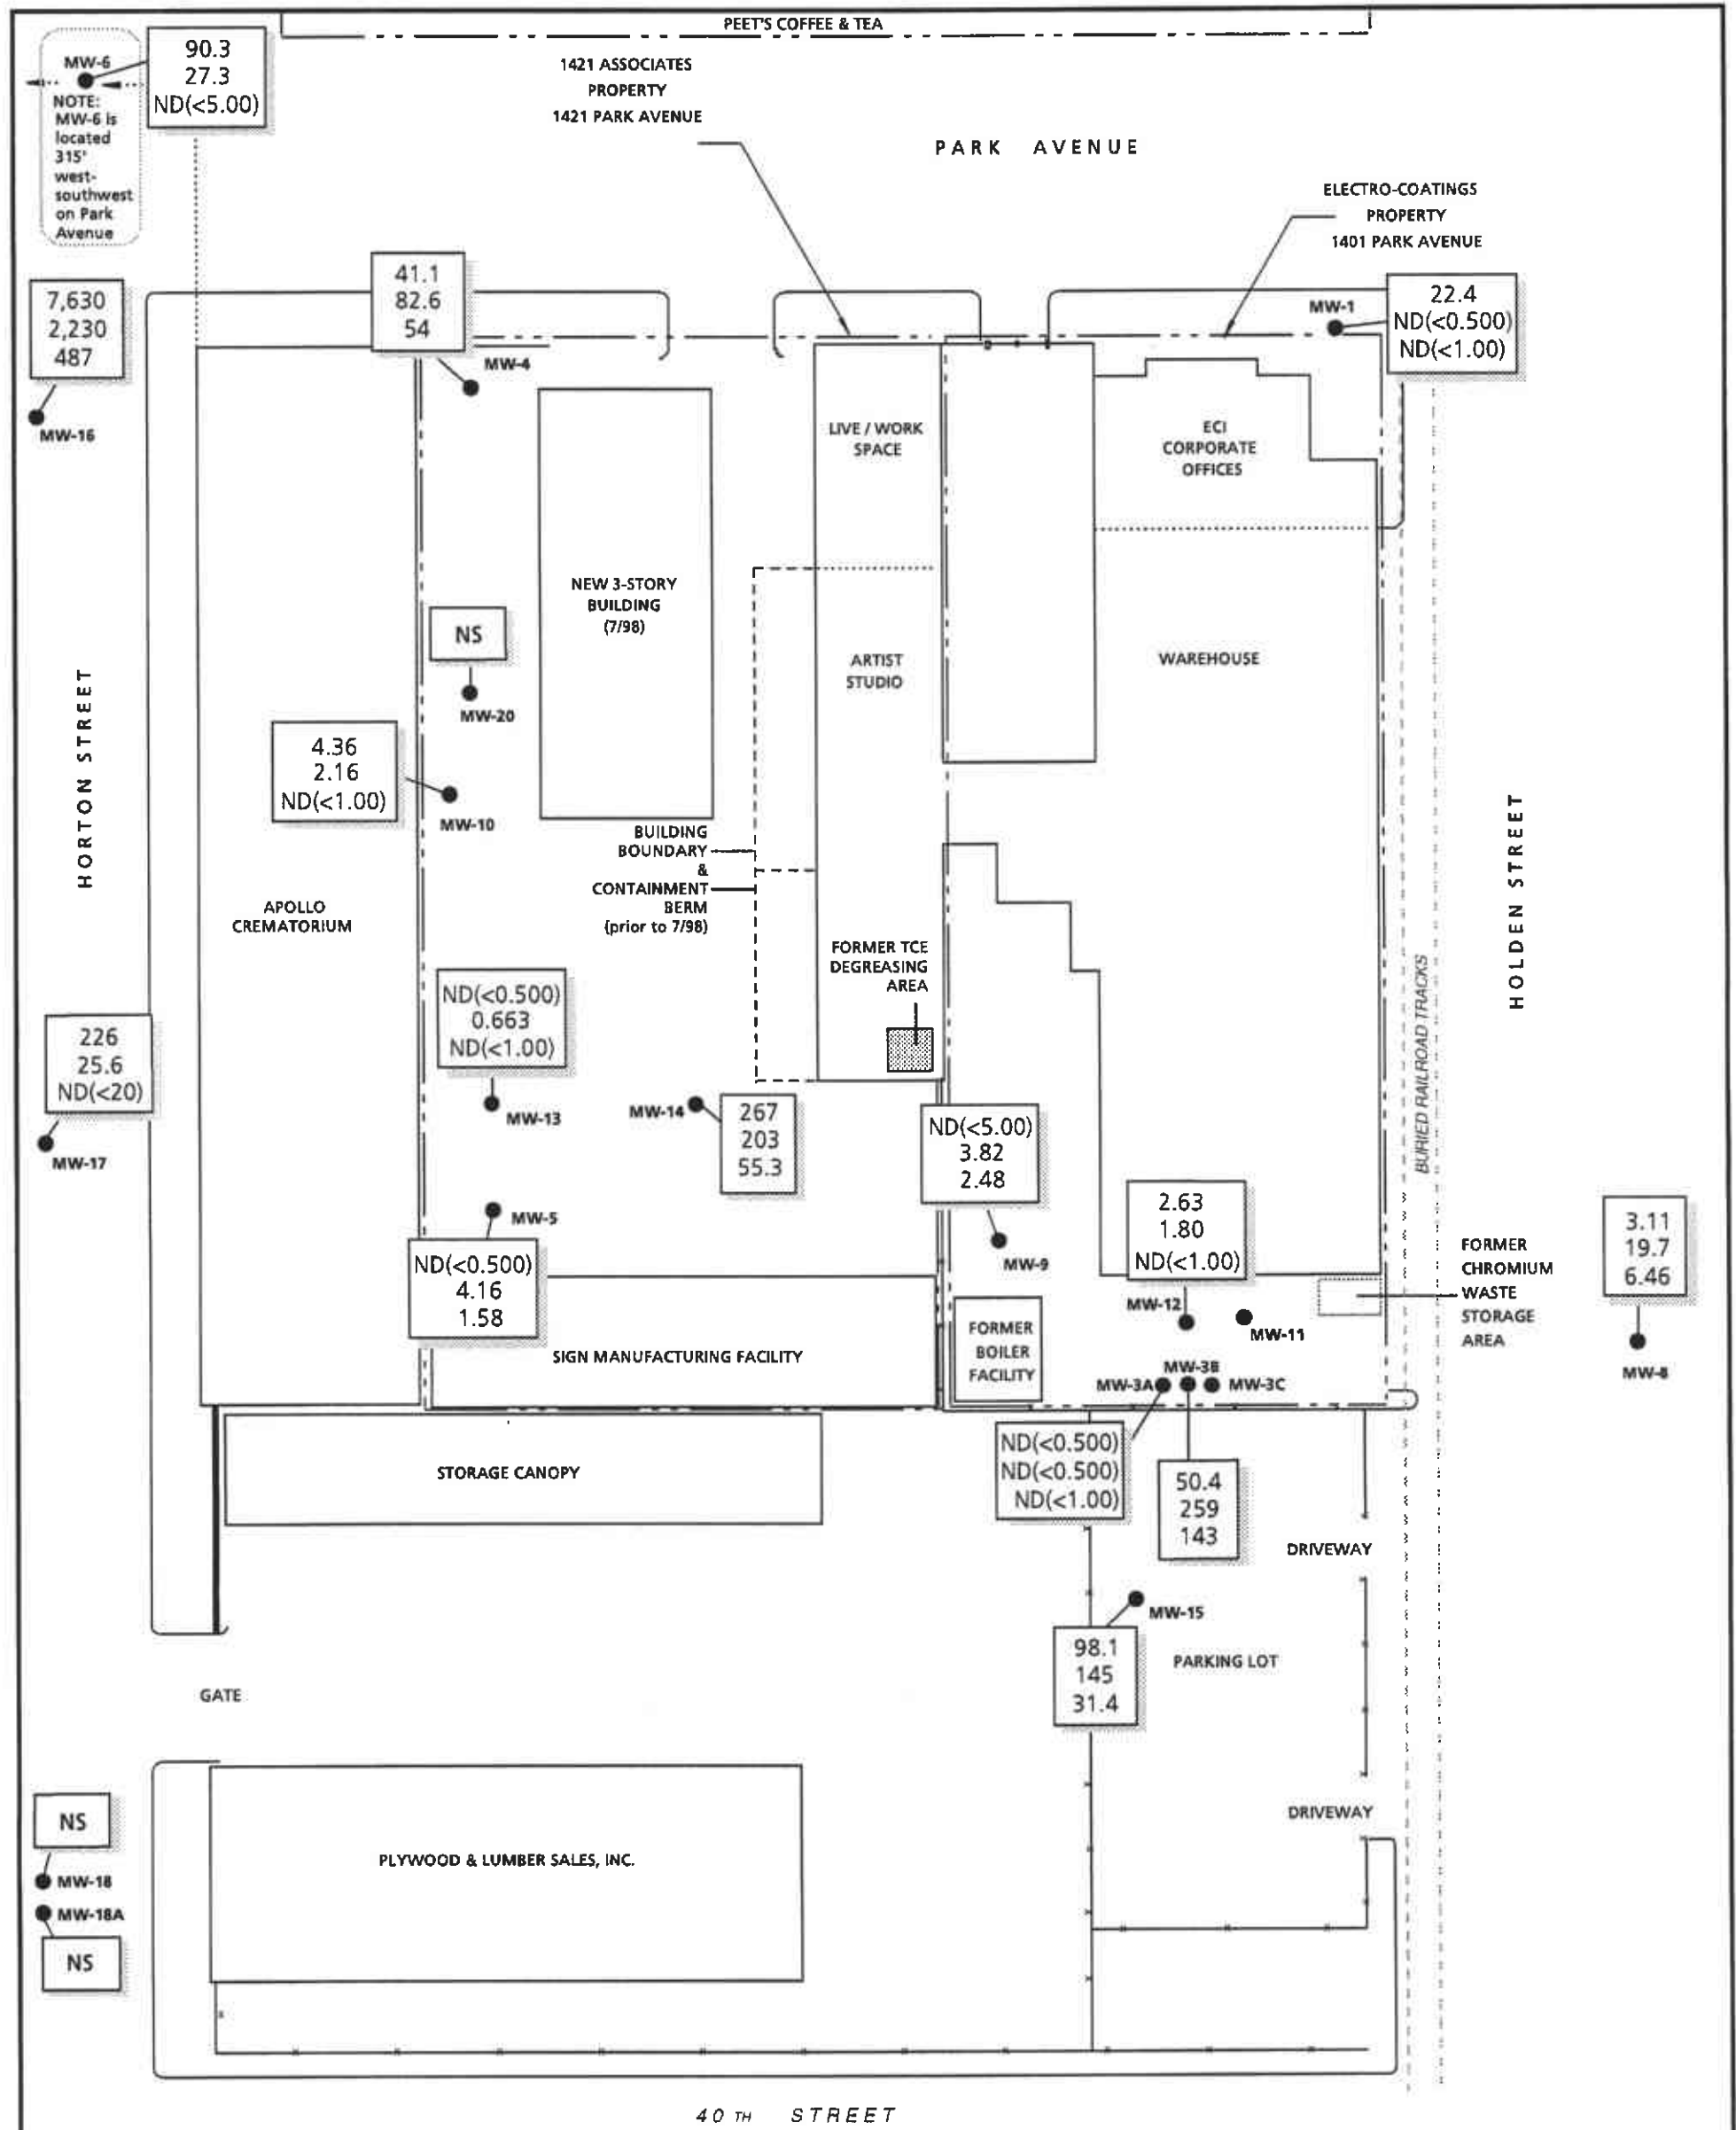 PEET'S COFFEE & TEA
MW-6
NOTE:
MW-6 is
located
315'
west-
southwest
on Park
Avenue
90.3
27.3
ND(<5.00)
1421 ASSOCIATES
PROPERTY
1421 PARK AVENUE
PARK AVENUE
ELECTRO-COATINGS
PROPERTY
1401 PARK AVENUE
7,630
2,230
487
MW-16
41.1
82.6
54
MW-4
MW-1
22.4
ND(<0.500)
ND(<1.00)
LIVE / WORK
SPACE
ECI
CORPORATE
OFFICES
NEW 3-STORY
BUILDING
(7/98)
NS
MW-20
ARTIST
STUDIO
WAREHOUSE
HORTON STREET
4.36
2.16
ND(<1.00)
MW-10
BUILDING
BOUNDARY
&
CONTAINMENT
BERM
(prior to 7/98)
HOLDEN STREET
APOLLO
CREMATORIUM
FORMER TCE
DEGREASING
AREA
BURIED RAILROAD TRACKS
ND(<0.500)
0.663
ND(<1.00)
MW-13
226
25.6
ND(<20)
MW-17
MW-14
267
203
55.3
ND(<5.00)
3.82
2.48
MW-9
MW-5
ND(<0.500)
4.16
1.58
2.63
1.80
ND(<1.00)
MW-12
MW-11
FORMER
CHROMIUM
WASTE
STORAGE
AREA
3.11
19.7
6.46
MW-8
SIGN MANUFACTURING FACILITY
FORMER
BOILER
FACILITY
MW-3B
MW-3A
MW-3C
ND(<0.500)
ND(<0.500)
ND(<1.00)
50.4
259
143
STORAGE CANOPY
DRIVEWAY
MW-15
98.1
145
31.4
PARKING LOT
GATE
NS
MW-18
MW-18A
NS
PLYWOOD & LUMBER SALES, INC.
DRIVEWAY
40 TH STREET